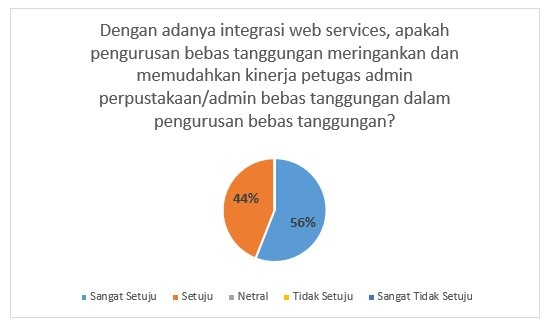 Dengan adanya integrasi web services, apakah
pengurusan bebas tanggungan meringankan dan
memudahkan kinerja petugas admin
perpustakaan/admin bebas tanggungan dalam
pengurusan bebas tanggungan?
44%
56%
Sangat Setuju Setuju Netral Tidak Setuju Sangat Tidak Setuju